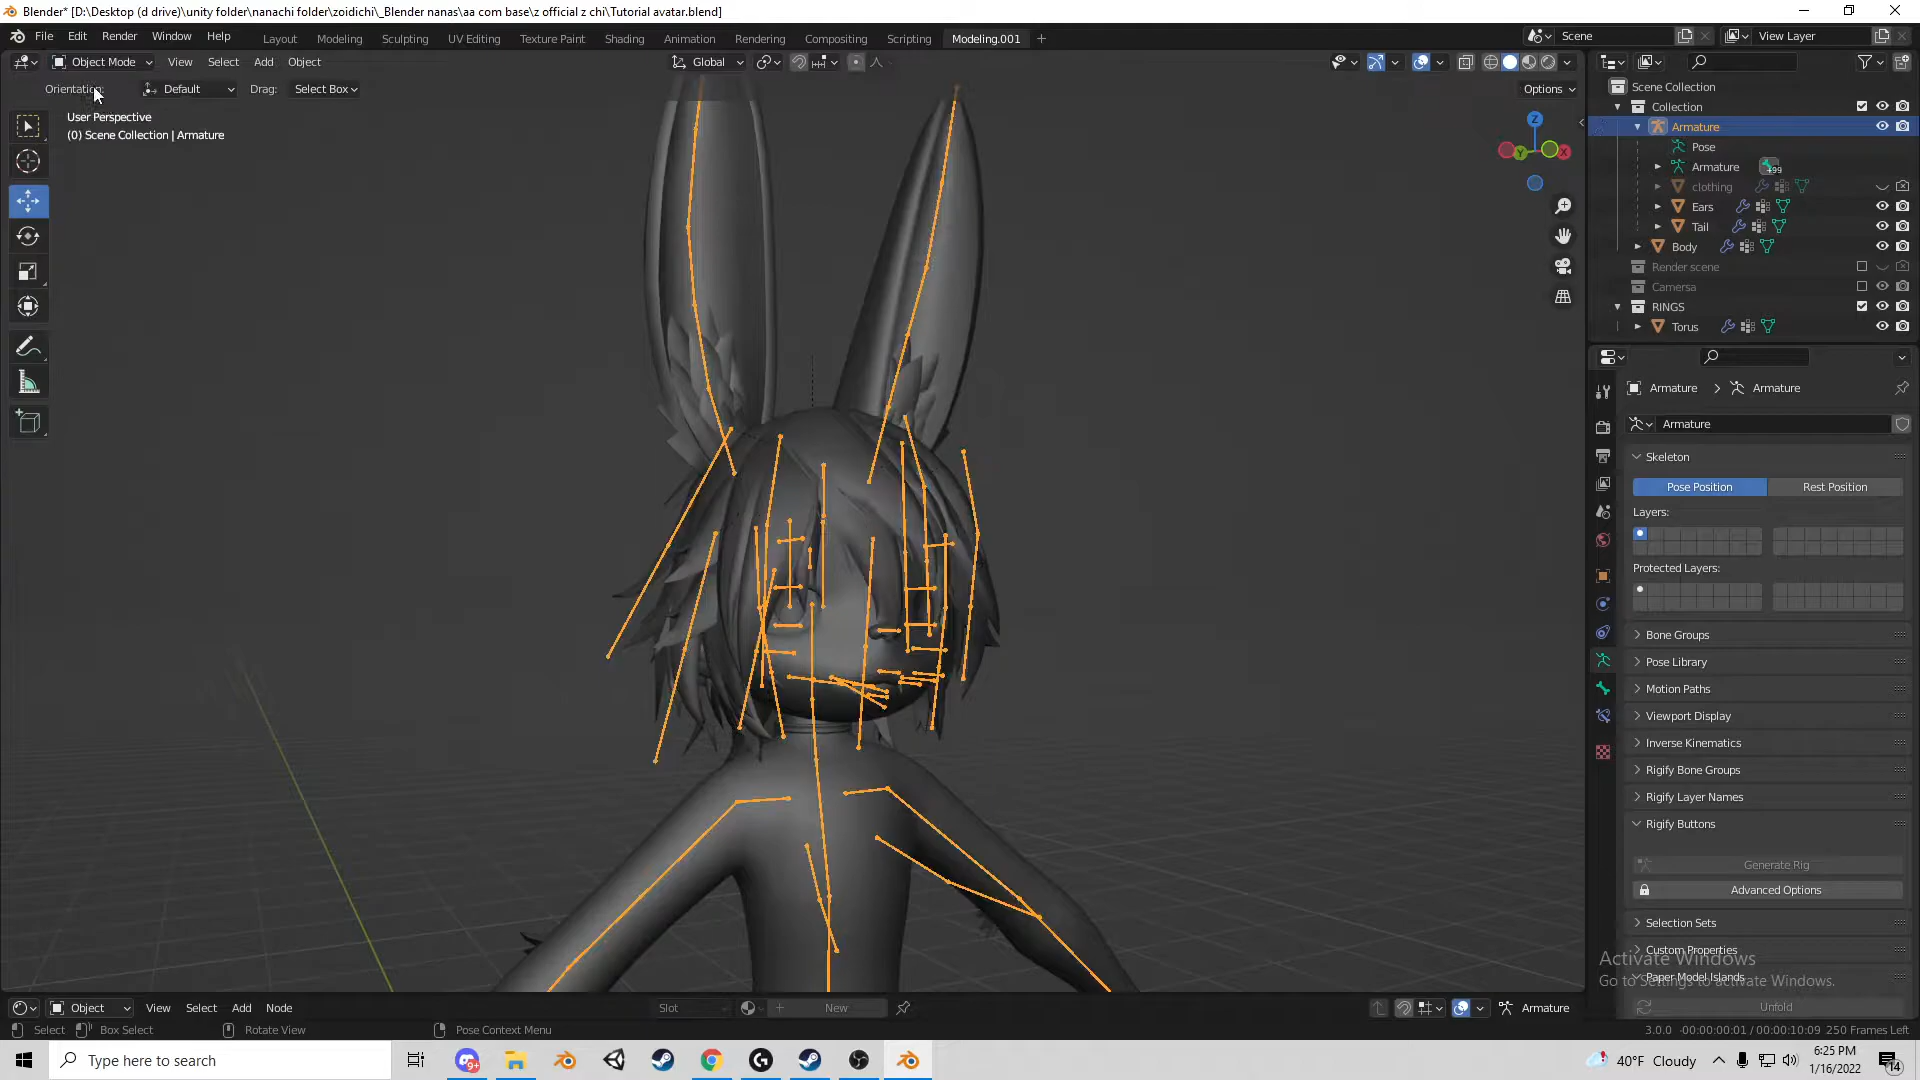 Blender* [D:\Desktop (d drive)\unity folder\nanachi folder\zoidichi\_Blender nanas\aa com base\z official z chi\Tutorial avatar.blend]
File Edit Render Window Help Layout Modeling Sculpting UV Editing Texture Paint Shading Animation Rendering Compositing Scripting Modeling.001 + Scene View Layer
Object Mode View Select Add Object Global
Orientation: Default Drag: Select Box Options
User Perspective
(0) Scene Collection | Armature
Z
Y
X
Scene Collection
Collection
Armature
Pose
Armature 99
clothing
Ears
Tail
Body
Render scene
Camersa
RINGS
Torus
Armature > Armature
Armature
Skeleton
Pose Position Rest Position
Layers:
Protected Layers:
Bone Groups
Pose Library
Motion Paths
Viewport Display
Inverse Kinematics
Rigify Bone Groups
Rigify Layer Names
Rigify Buttons
Generate Rig
Advanced Options
Selection Sets
Custom Properties
Activate Windows
Paper Model Islands
Go to Settings to activate Windows.
Unfold
Object View Select Add Node Slot New Armature
Select Box Select Rotate View Pose Context Menu 3.0.0 -00:00:00:01 / 00:00:10:09 250 Frames Left
Type here to search 9+ 40°F Cloudy 6:25 PM
1/16/2022 14